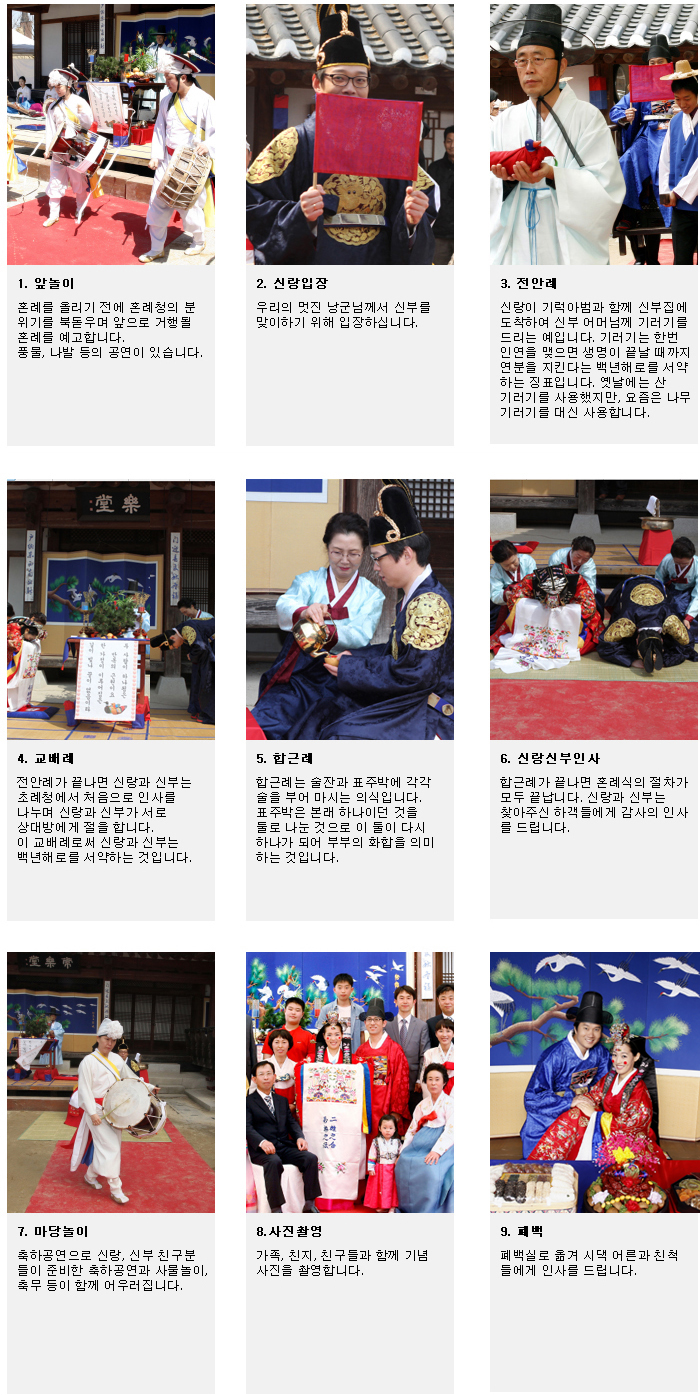 1. 앞놀이
혼례를 올리기 전에 혼례청의 분
위기를 북돋우며 앞으로 거행될
혼례를 예고합니다.
풍물, 나발 등의 공연이 있습니다.
2. 신랑입장
우리의 멋진 낭군님께서 신부를
맞이하기 위해 입장하십니다.
3. 전안례
신랑이 기럭아범과 함께 신부집에
도착하여 신부 어머님께 기러기를
드리는 예입니다. 기러기는 한번
인연을 맺으면 생명이 끝날 때까지
연분을 지킨다는 백년해로를 서약
하는 징표입니다. 옛날에는 산
기러기를 사용했지만, 요즘은 나무
기러기를 대신 사용합니다.
堂樂
4. 교배례
전안례가 끝나면 신랑과 신부는
초례청에서 처음으로 인사를
나누며 신랑과 신부가 서로
상대방에게 절을 합니다.
이 교배례로써 신랑과 신부는
백년해로를 서약하는 것입니다.
5. 합근례
합근례는 술잔과 표주박에 각각
술을 부어 마시는 의식입니다.
표주박은 본래 하나이던 것을
둘로 나눈 것으로 이 둘이 다시
하나가 되어 부부의 화합을 의미
하는 것입니다.
6. 신랑신부인사
합근례가 끝나면 혼례식의 절차가
모두 끝납니다. 신랑과 신부는
찾아주신 하객들에게 감사의 인사
를 드립니다.
7. 마당놀이
축하공연으로 신랑, 신부 친구분
들이 준비한 축하공연과 사물놀이,
축무 등이 함께 어우러집니다.
二姓之合
8.사진촬영
가족, 친지, 친구들과 함께 기념
사진을 촬영합니다.
9. 폐백
폐백실로 옮겨 시댁 어른과 친척
들에게 인사를 드립니다.